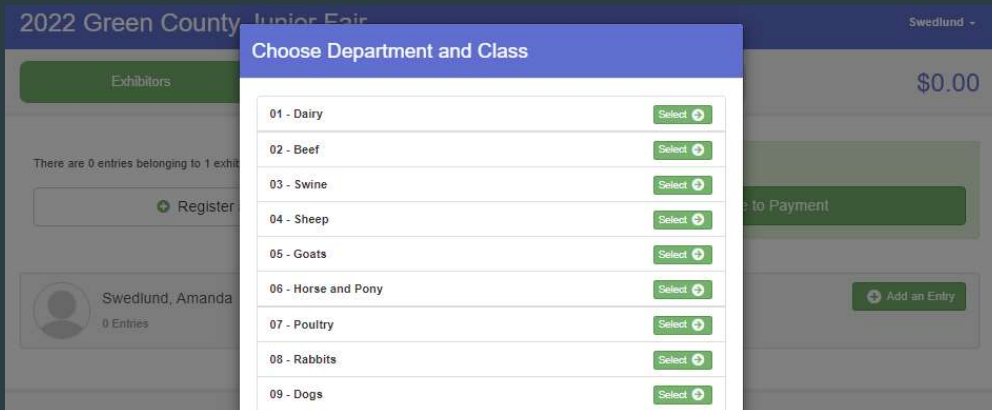 2022 Green County Junior Fair
Swedlund
Choose Department and Class
Exhibitors
$0.00
01 - Dairy
Select
02 - Beef
Select
There are 0 entries belonging to 1
03 - Swine
Select
Register
e to Payment
04 - Sheep
Select
05 - Goats
Select
06 - Horse and Pony
Select
Swedlund, Amanda
Add an Entry
0 Entries
07 - Poultry
Select
08 - Rabbits
Select
09 - Dogs
Select